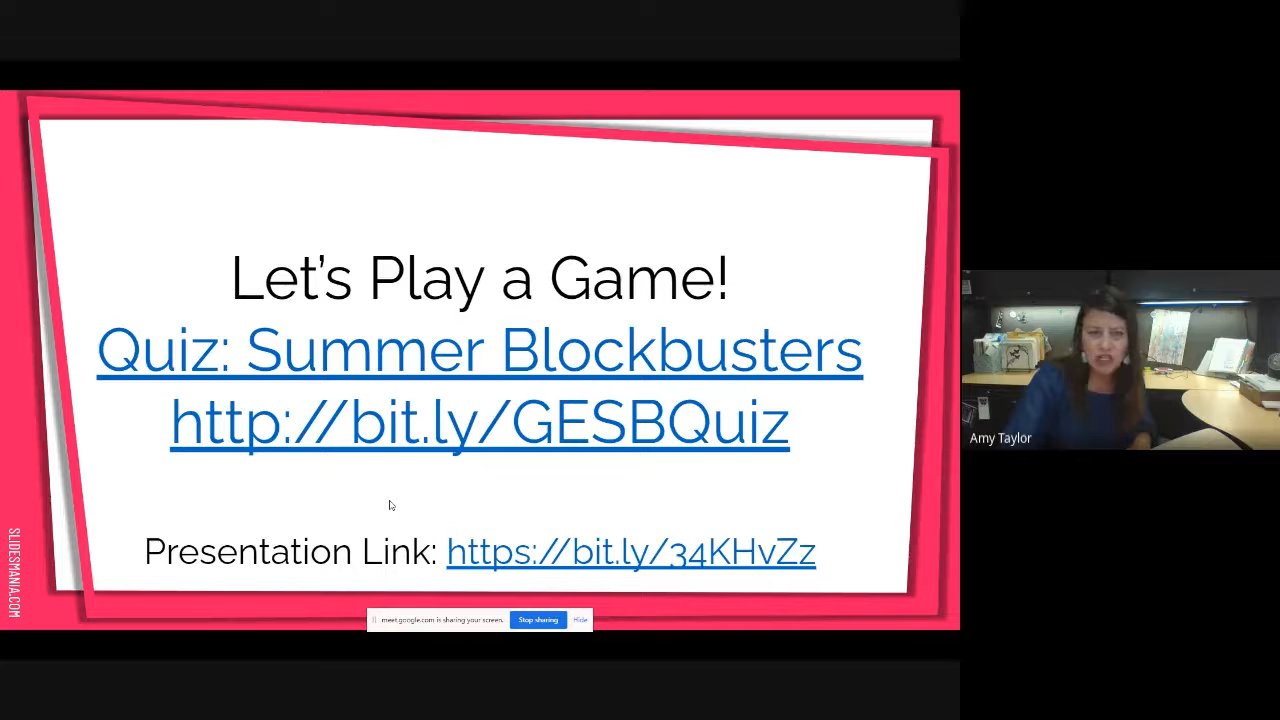 Let's Play a Game!
Quiz: Summer Blockbusters
http://bit.ly/GESBQuiz
Presentation Link: https://bit.ly/34KHvZz
SLIDESMANIA.COM
meet.google.com is sharing your screen.
Stop sharing
Hide
Amy Taylor